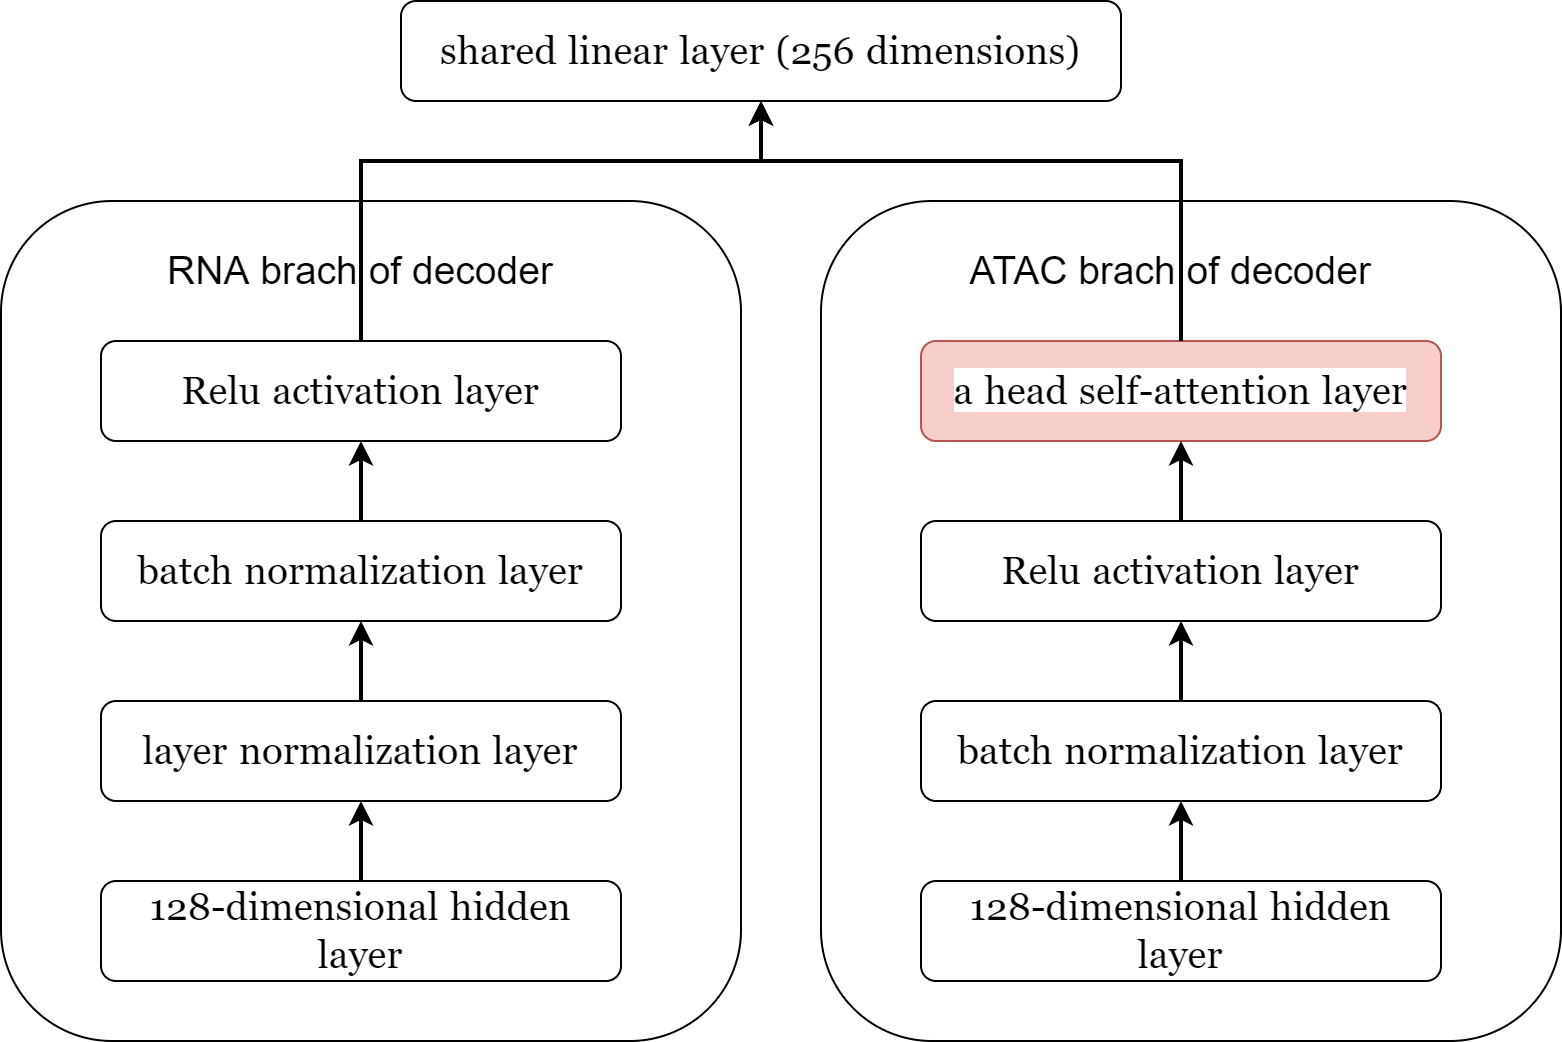 shared linear layer (256 dimensions)
RNA brach of decoder
Relu activation layer
batch normalization layer
layer normalization layer
128-dimensional hidden
layer
ATAC brach of decoder
a head self-attention layer
Relu activation layer
batch normalization layer
128-dimensional hidden
layer